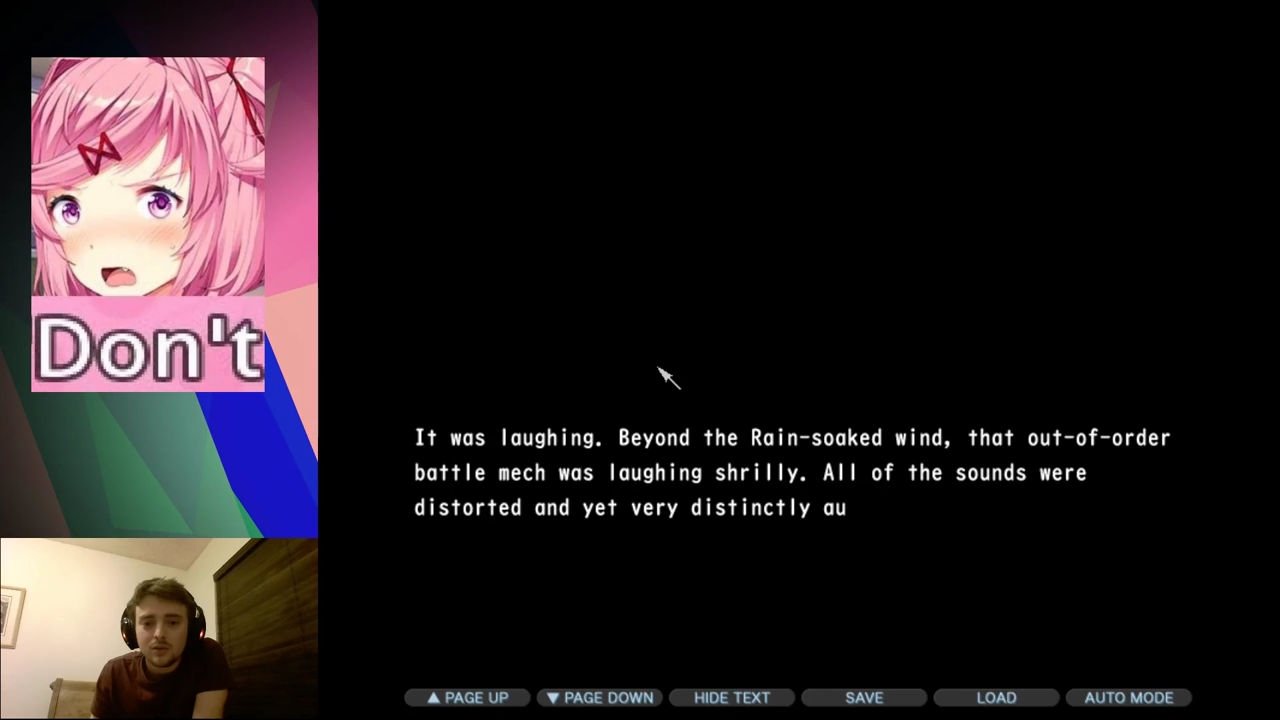 Don't
It was laughing. Beyond the Rain-soaked wind, that out-of-order
battle mech was laughing shrilly. All of the sounds were
distorted and yet very distinctly au
▲ PAGE UP
▼ PAGE DOWN
HIDE TEXT
SAVE
LOAD
AUTO MODE